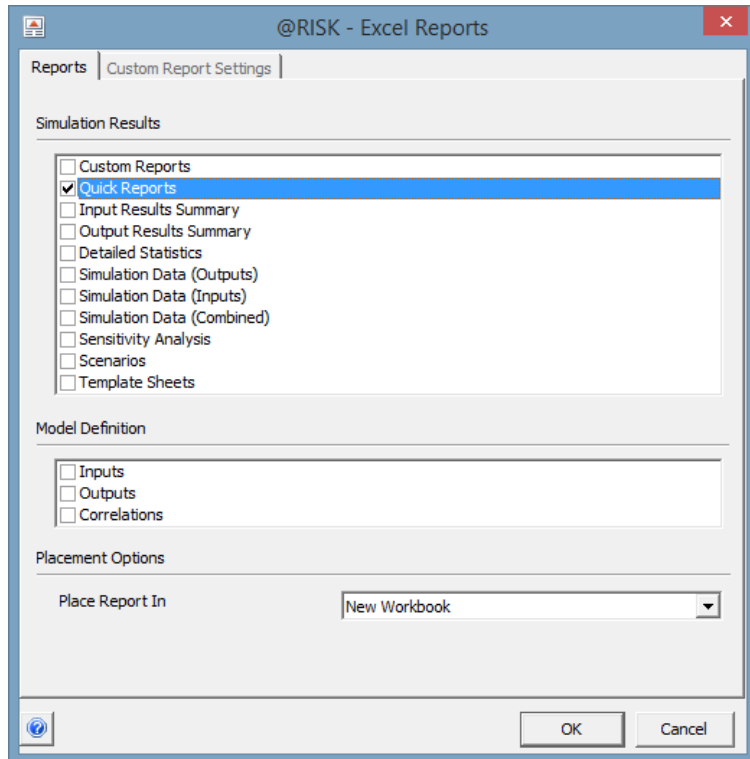 @RISK - Excel Reports
Reports
Custom Report Settings
Simulation Results
Custom Reports
Quick Reports
Input Results Summary
Output Results Summary
Detailed Statistics
Simulation Data (Outputs)
Simulation Data (Inputs)
Simulation Data (Combined)
Sensitivity Analysis
Scenarios
Template Sheets
Model Definition
Inputs
Outputs
Correlations
Placement Options
Place Report In
New Workbook
OK
Cancel